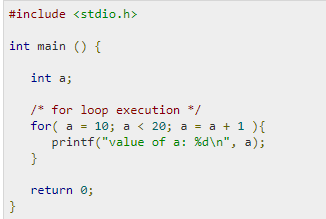 #include <stdio.h>
int main () {
int a;
/* for loop execution */
for( a = 10; a < 20; a = a + 1 ){
printf("value of a: %d\n", a);
}
return 0;
}